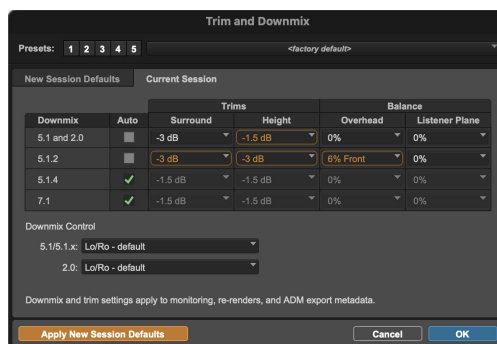 Trim and Downmix
Presets: 1 2 3 4 5 <factory default>
New Session Defaults Current Session
Trims Balance
Downmix Auto Surround Height Overhead Listener Plane
5.1 and 2.0 -3 dB -1.5 dB 0% 0%
5.1.2 -3 dB -3 dB 6% Front 0%
5.1.4 -1.5 dB -1.5 dB 0% 0%
7.1 -1.5 dB -1.5 dB 0% 0%
Downmix Control
5.1/5.1.x: Lo/Ro - default
2.0: Lo/Ro - default
Downmix and trim settings apply to monitoring, re-renders, and ADM export metadata.
Apply New Session Defaults Cancel OK